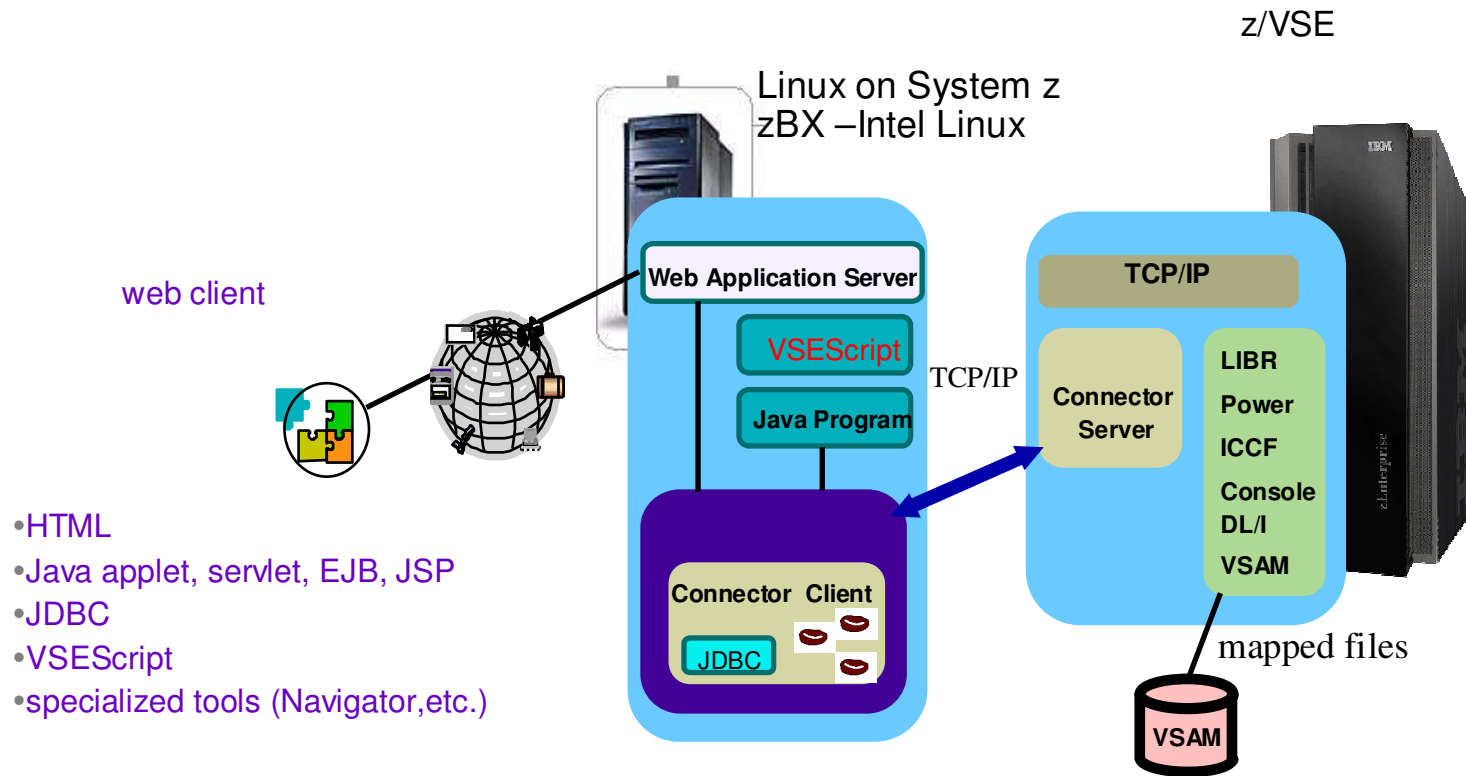 z/VSE
Linux on System z
zBX –Intel Linux
IBM
web client
Web Application Server
TCP/IP
VSEScript
TCP/IP
Java Program
Connector
Server
LIBR
Power
ICCF
Console
DL/I
VSAM
zEnterprise
•HTML
•Java applet, servlet, EJB, JSP
•JDBC
•VSEScript
•specialized tools (Navigator,etc.)
Connector Client
JDBC
mapped files
VSAM